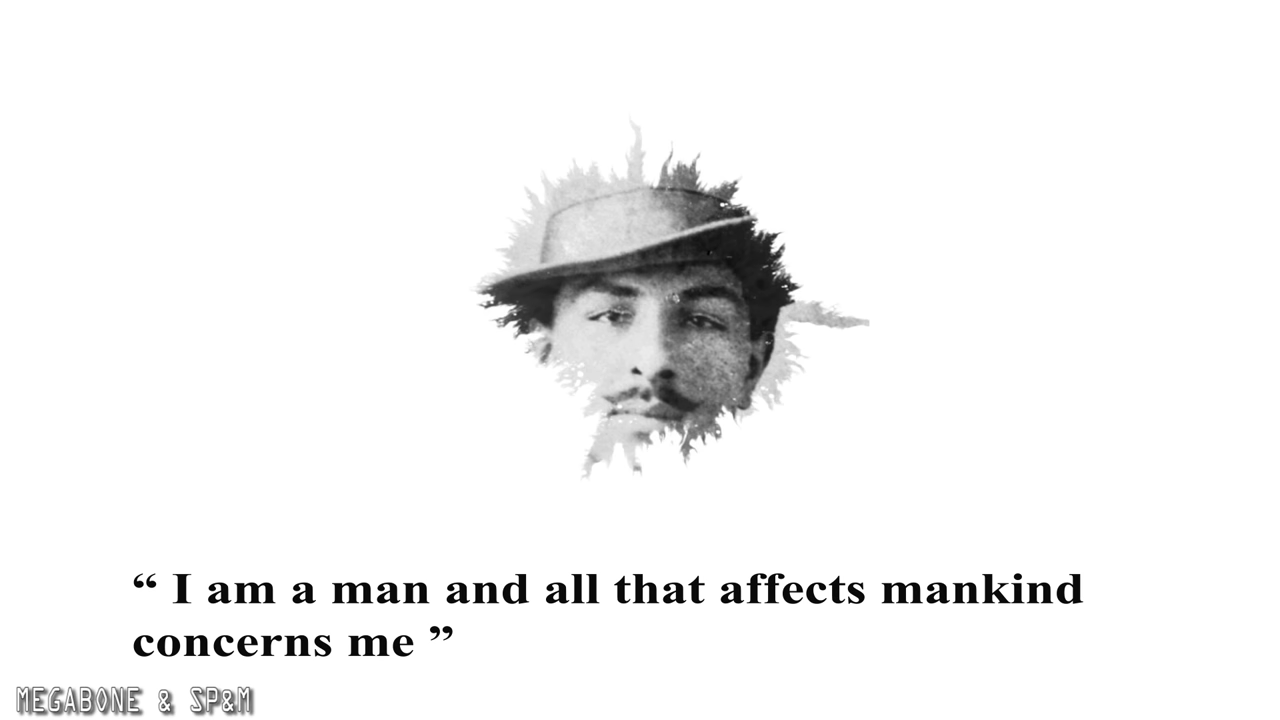 “ I am a man and all that affects mankind
concerns me ”
MEGABONE & SP&M